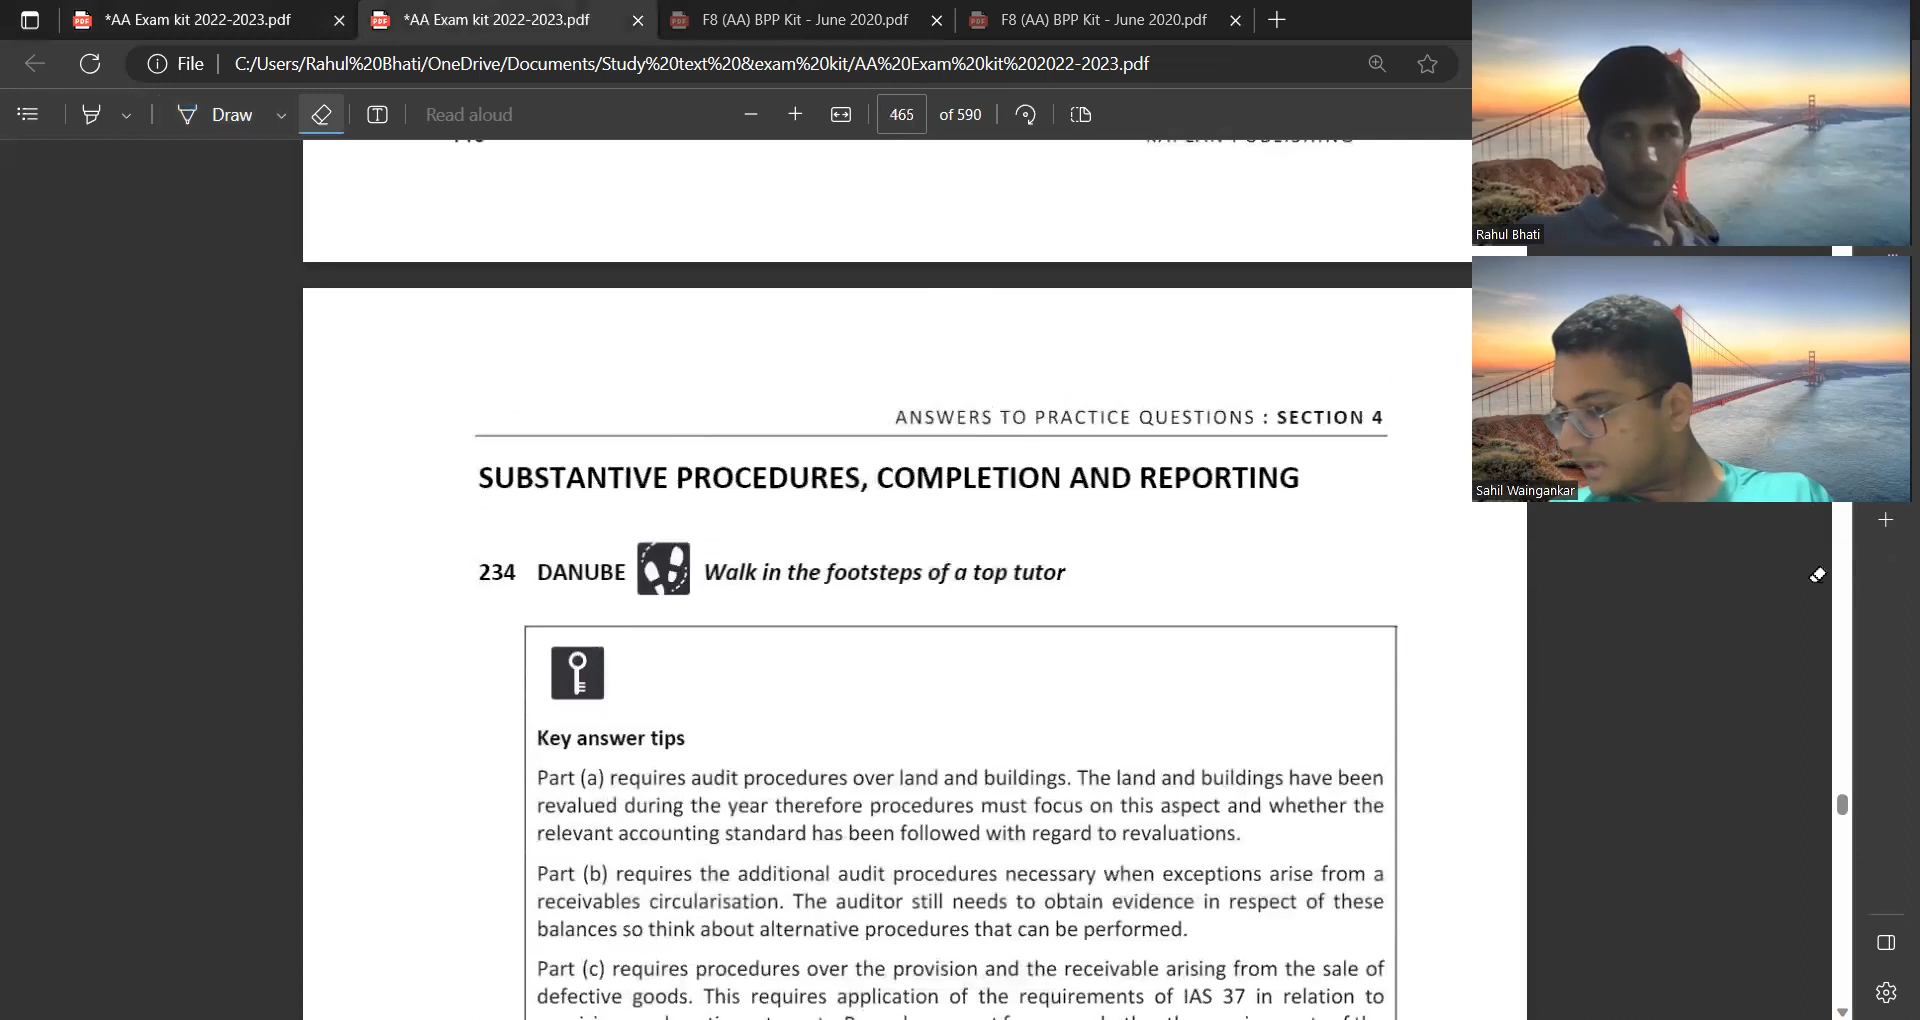 *AA Exam kit 2022-2023.pdf
*AA Exam kit 2022-2023.pdf
F8 (AA) BPP Kit - June 2020.pdf
F8 (AA) BPP Kit - June 2020.pdf
File
C:/Users/Rahul%20Bhati/OneDrive/Documents/Study%20text%20&exam%20kit/AA%20Exam%20kit%202022-2023.pdf
Draw
Read aloud
465 of 590
Rahul Bhati
Sahil Waingankar
ANSWERS TO PRACTICE QUESTIONS : SECTION 4
SUBSTANTIVE PROCEDURES, COMPLETION AND REPORTING
234 DANUBE Walk in the footsteps of a top tutor
Key answer tips
Part (a) requires audit procedures over land and buildings. The land and buildings have been
revalued during the year therefore procedures must focus on this aspect and whether the
relevant accounting standard has been followed with regard to revaluations.
Part (b) requires the additional audit procedures necessary when exceptions arise from a
receivables circularisation. The auditor still needs to obtain evidence in respect of these
balances so think about alternative procedures that can be performed.
Part (c) requires procedures over the provision and the receivable arising from the sale of
defective goods. This requires application of the requirements of IAS 37 in relation to